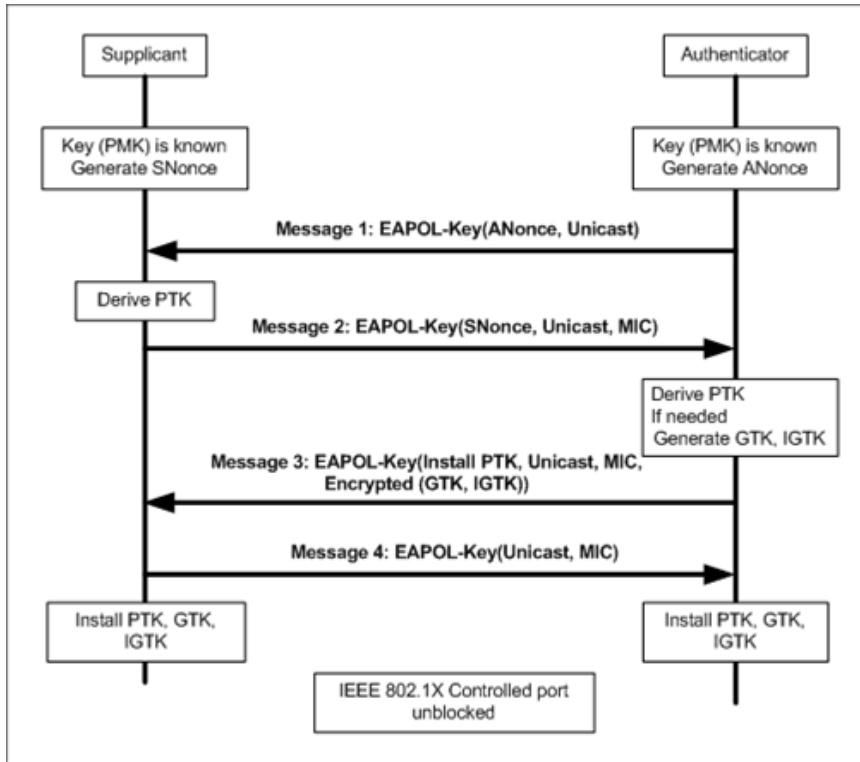 Supplicant
Authenticator
Key (PMK) is known
Generate SNonce
Key (PMK) is known
Generate ANonce
Message 1: EAPOL-Key(ANonce, Unicast)
Derive PTK
Message 2: EAPOL-Key(SNonce, Unicast, MIC)
Derive PTK
If needed
Generate GTK, IGTK
Message 3: EAPOL-Key(Install PTK, Unicast, MIC,
Encrypted (GTK, IGTK))
Message 4: EAPOL-Key(Unicast, MIC)
Install PTK, GTK,
IGTK
Install PTK, GTK,
IGTK
IEEE 802.1X Controlled port
unblocked